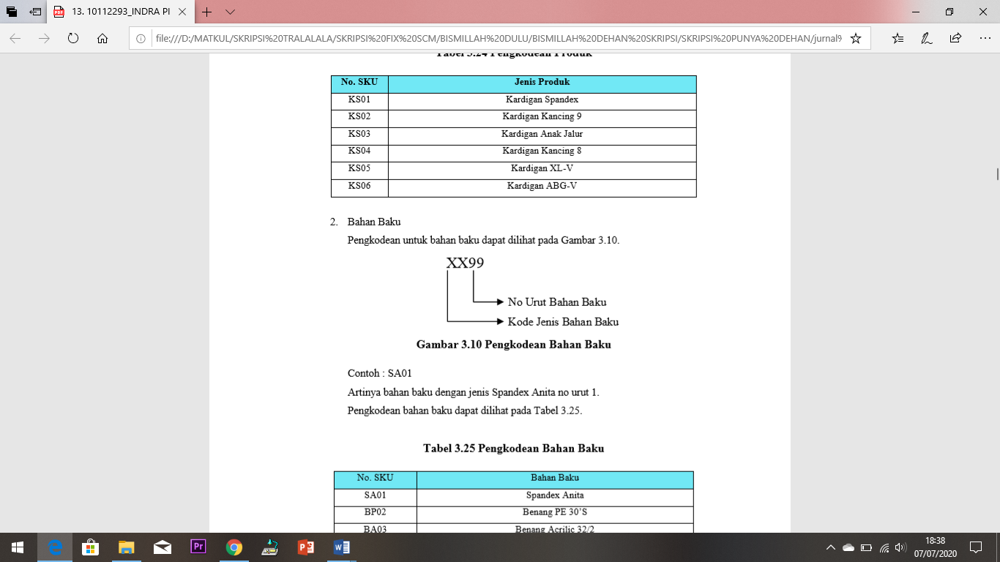 13. 10112293_INDRA PI
file:///D:/MATKUL/SKRIPSI%20TRALALALA/SKRIPSI%20FIX%20SCM/BISMILLAH%20DULU/BISMILLAH%20DEHAN%20SKRIPSI/SKRIPSI%20PUNYA%20DEHAN/jurnal%
Tabel 3.24 Pengkodean Produk
No. SKU Jenis Produk
KS01 Kardigan Spandex
KS02 Kardigan Kancing 9
KS03 Kardigan Anak Jalur
KS04 Kardigan Kancing 8
KS05 Kardigan XL-V
KS06 Kardigan ABG-V
2. Bahan Baku
Pengkodean untuk bahan baku dapat dilihat pada Gambar 3.10.
XX99
No Urut Bahan Baku
Kode Jenis Bahan Baku
Gambar 3.10 Pengkodean Bahan Baku
Contoh : SA01
Artinya bahan baku dengan jenis Spandex Anita no urut 1.
Pengkodean bahan baku dapat dilihat pada Tabel 3.25.
Tabel 3.25 Pengkodean Bahan Baku
No. SKU Bahan Baku
SA01 Spandex Anita
BP02 Benang PE 30’S
BA03 Benang Acrilic 32/2
18:38
07/07/2020